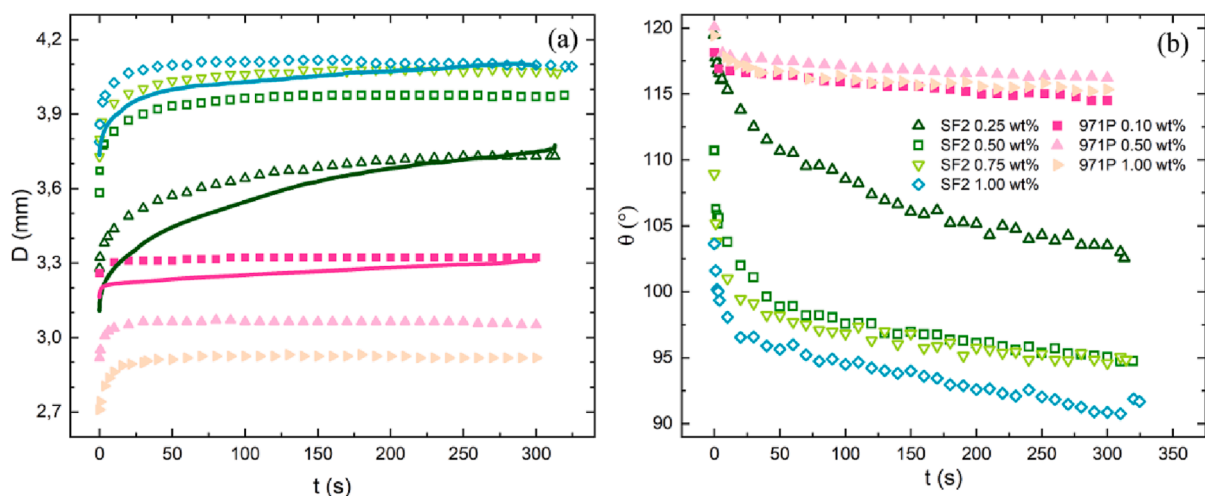 (a)
4,2
3,9
3,6
3,3
3,0
2,7
D (mm)
0 50 100 150 200 250 300
t (s)
(b)
120
115
110
105
100
95
90
θ (°)
SF2 0.25 wt% 971P 0.10 wt%
SF2 0.50 wt% 971P 0.50 wt%
SF2 0.75 wt% 971P 1.00 wt%
SF2 1.00 wt%
0 50 100 150 200 250 300 350
t (s)